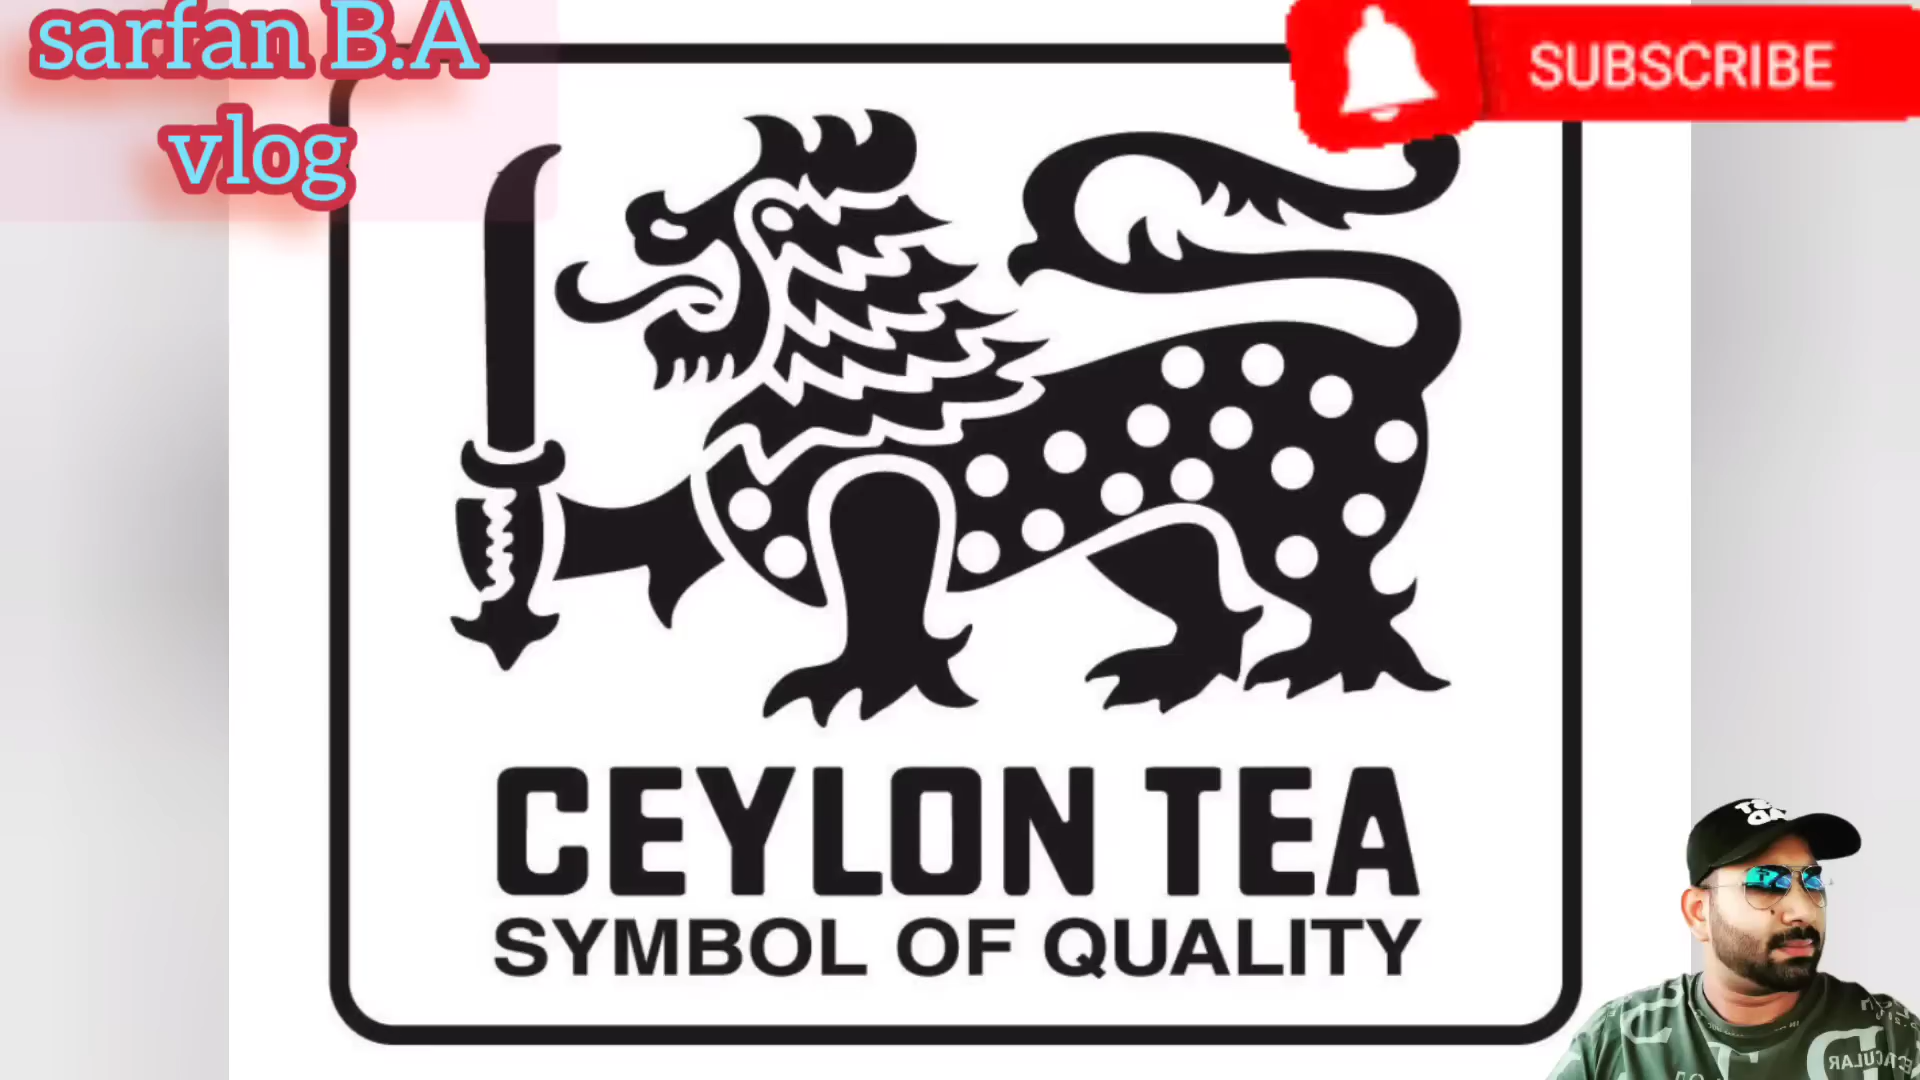 sarfan B.A
vlog
SUBSCRIBE
CEYLON TEA
SYMBOL OF QUALITY